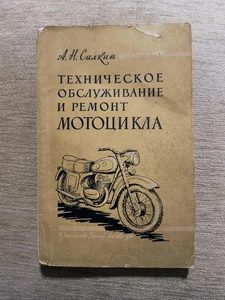 А. Н. Силкин
ТЕХНИЧЕСКОЕ
ОБСЛУЖИВАНИЕ
И РЕМОНТ
МОТОЦИКЛА